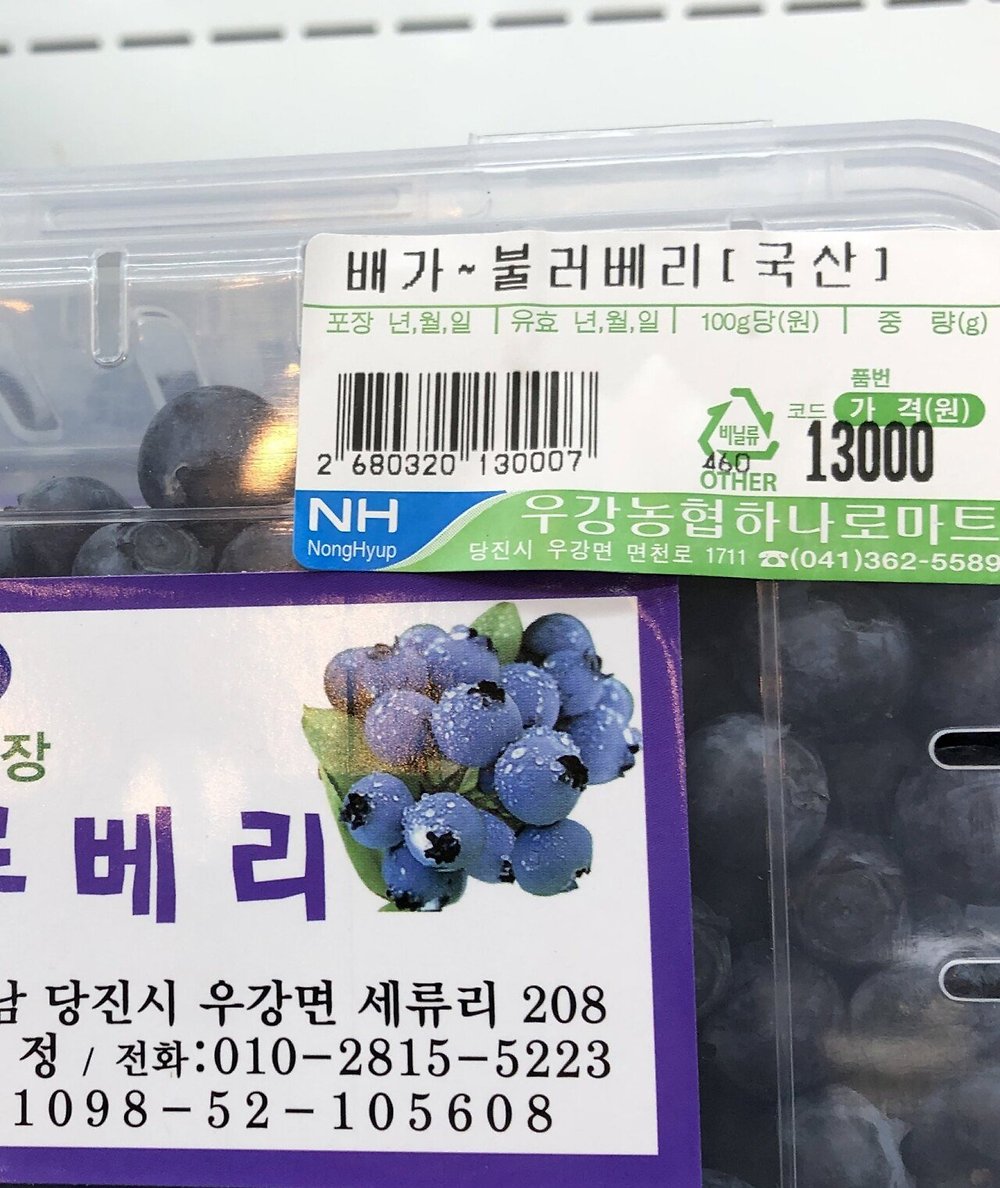 배가~불러베리[국산]
포장 년,월,일 | 유효 년,월,일 | 100g당(원) | 중 량(g)
품번
비닐류 코드 가 격(원)
460 13000
OTHER
2 680320 130007
NH 우강농협하나로마트
NongHyup 당진시 우강면 면천로 1711 ☎(041)362-5589
장
베리
당진시 우강면 세류리 208
정 / 전화:010-2815-5223
1098-52-105608